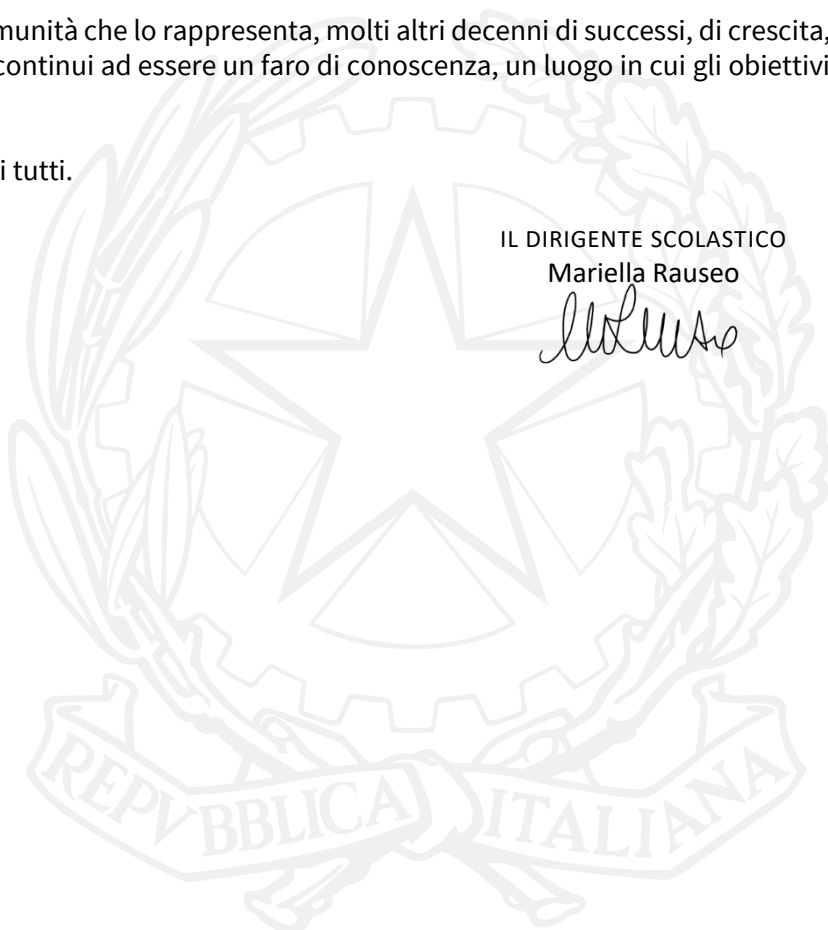 munità che lo rappresenta, molti altri decenni di successi, di crescita,
continui ad essere un faro di conoscenza, un luogo in cui gli obiettivi
i tutti.
IL DIRIGENTE SCOLASTICO
Mariella Rauseo
REPVBBLICA ITALIANA